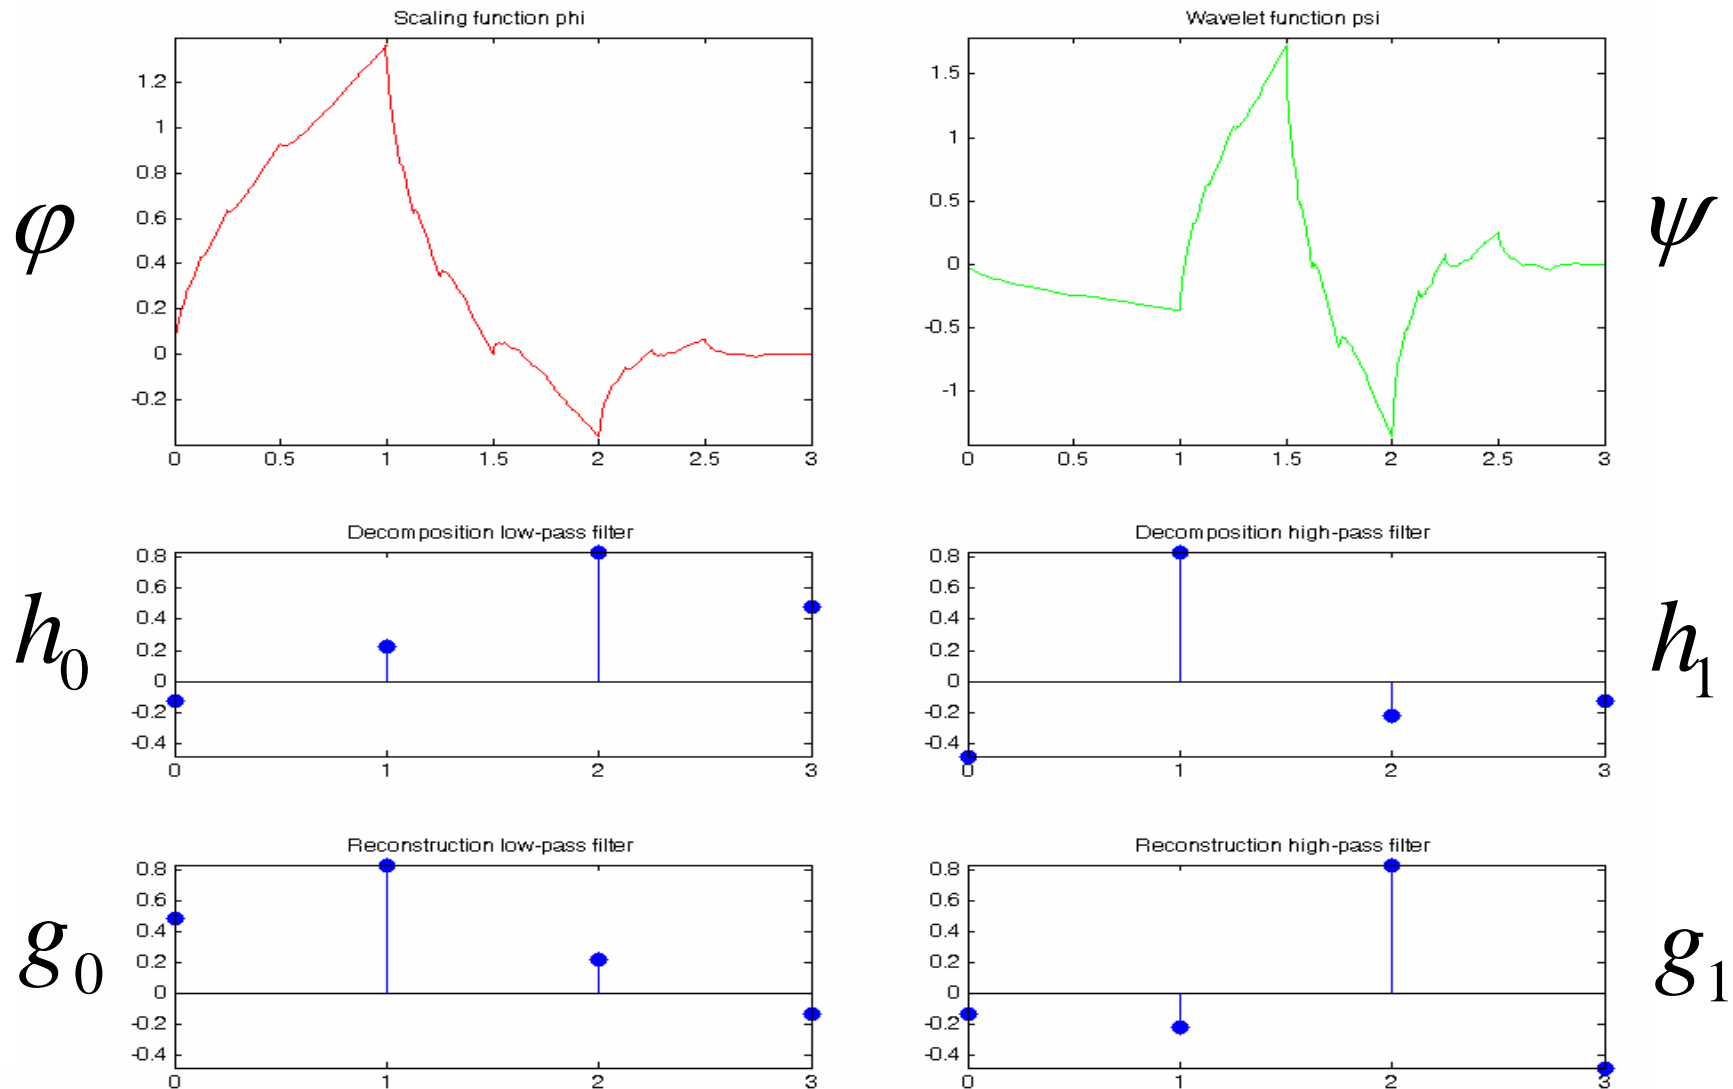 Scaling function phi
Wavelet function psi
φ
1.2
1
0.8
0.6
0.4
0.2
0
-0.2
0 0.5 1 1.5 2 2.5 3
1.5
1
0.5
0
-0.5
-1
0 0.5 1 1.5 2 2.5 3
ψ
Decomposition low-pass filter
Decomposition high-pass filter
h0
0.8
0.6
0.4
0.2
0
-0.2
-0.4
0 1 2 3
0.8
0.6
0.4
0.2
0
-0.2
-0.4
0 1 2 3
h1
Reconstruction low-pass filter
Reconstruction high-pass filter
g0
0.8
0.6
0.4
0.2
0
-0.2
-0.4
0 1 2 3
0.8
0.6
0.4
0.2
0
-0.2
-0.4
0 1 2 3
g1